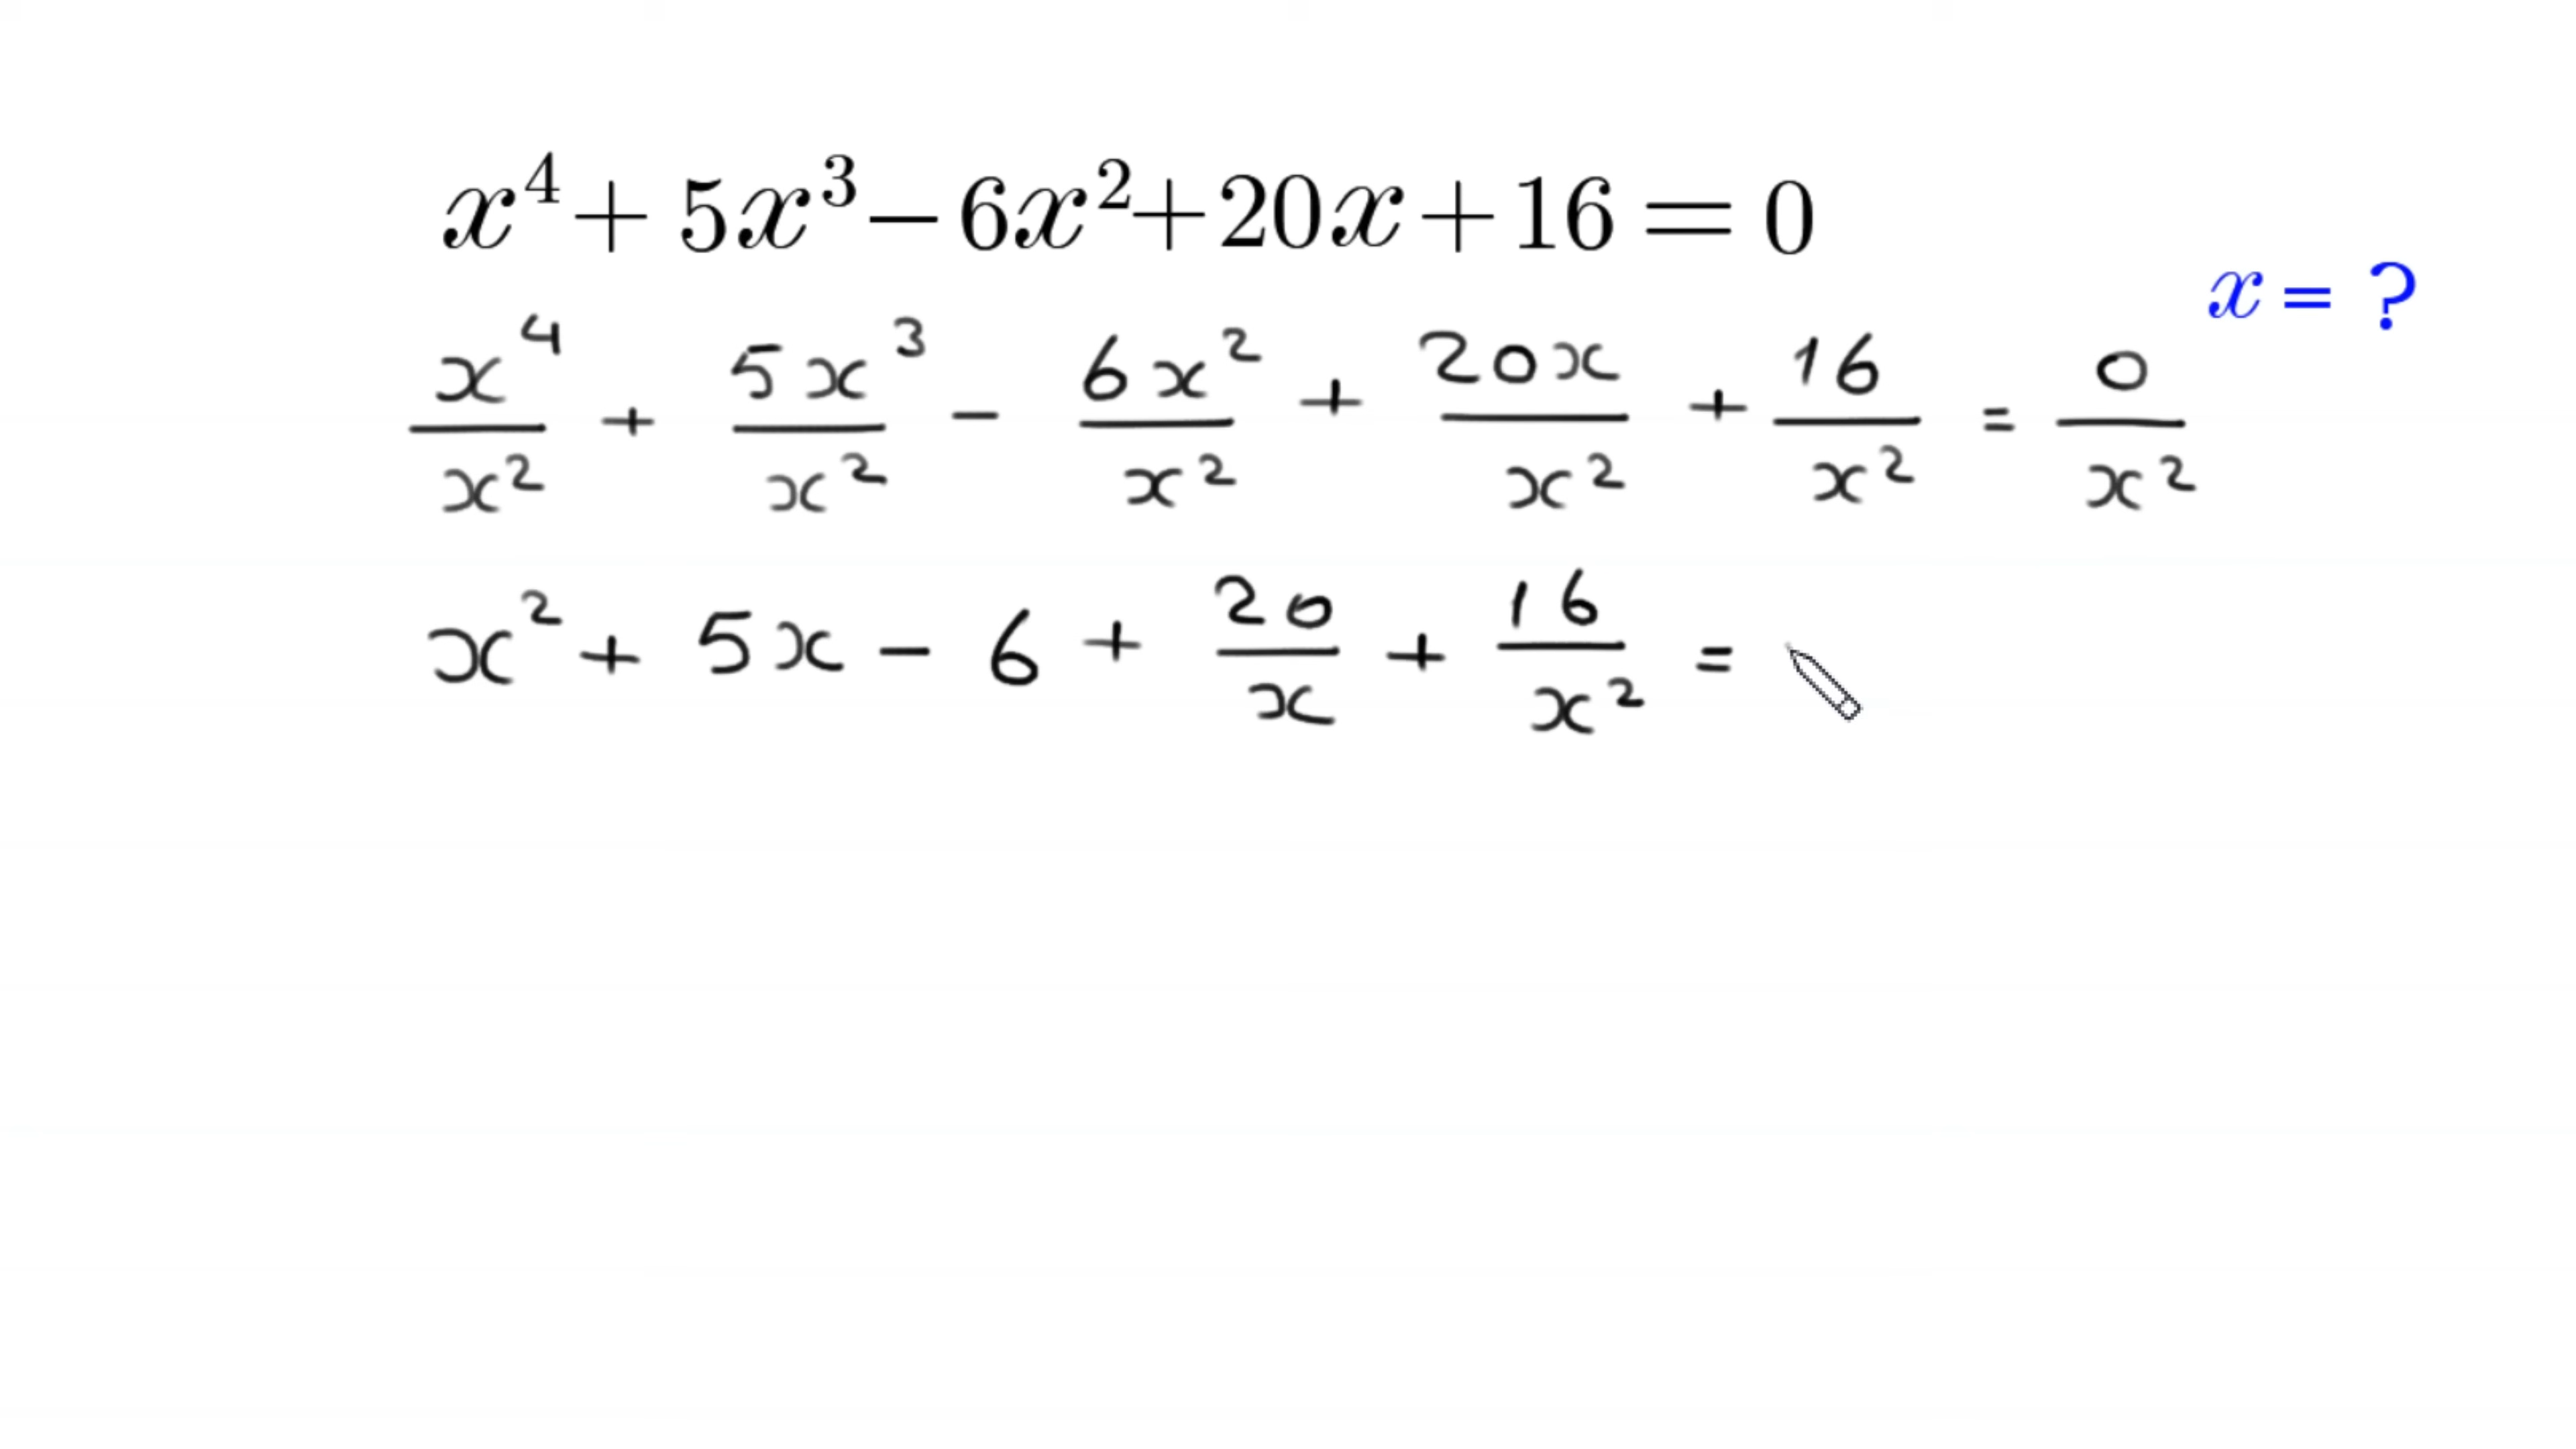 x⁴ + 5x³ − 6x² + 20x + 16 = 0
x = ?
x⁴/x² + 5x³/x² − 6x²/x² + 20x/x² + 16/x² = 0/x²
x² + 5x − 6 + 20/x + 16/x² =